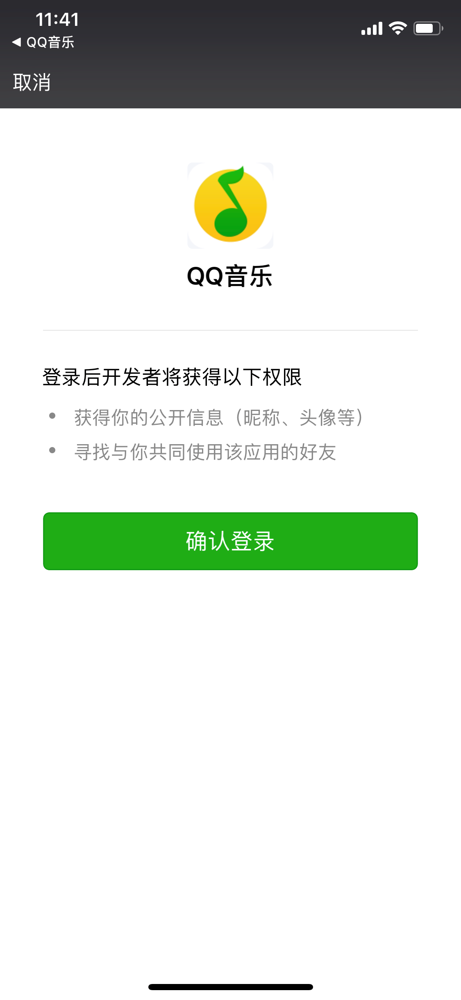 11:41
QQ音乐
取消
QQ音乐
登录后开发者将获得以下权限
获得你的公开信息（昵称、头像等）
寻找与你共同使用该应用的好友
确认登录